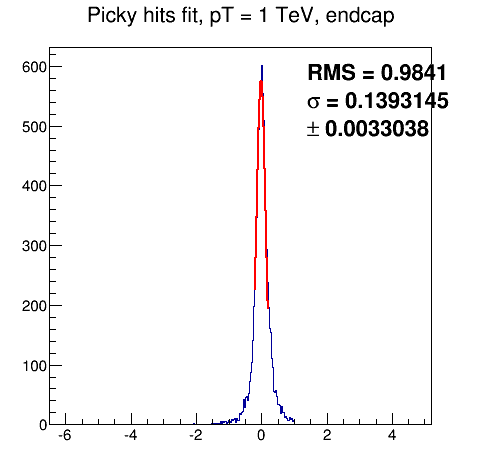 Picky hits fit, pT = 1 TeV, endcap
RMS = 0.9841
σ = 0.1393145
± 0.0033038
600
500
400
300
200
100
0
-6 -4 -2 0 2 4